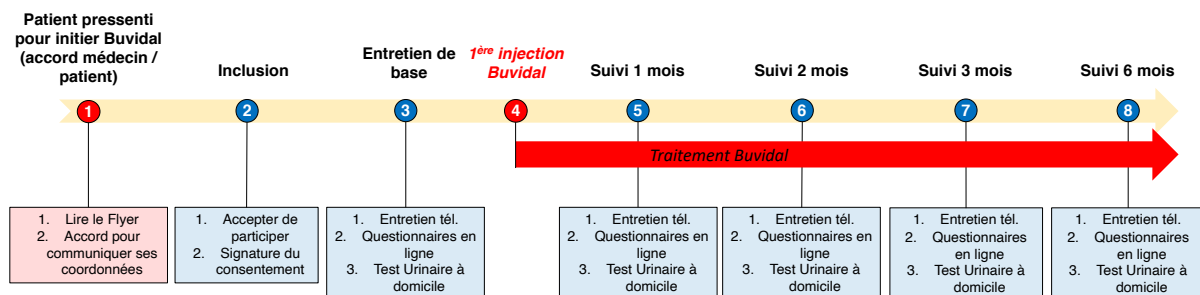 Patient pressenti
pour initier Buvidal
(accord médecin /
patient)
Inclusion
Entretien de
base
1ère injection
Buvidal
Suivi 1 mois
Suivi 2 mois
Suivi 3 mois
Suivi 6 mois
1
2
3
4
5
6
7
8
Traitement Buvidal
1. Lire le Flyer
2. Accord pour
communiquer ses
coordonnées
1. Accepter de
participer
2. Signature du
consentement
1. Entretien tél.
2. Questionnaires en
ligne
3. Test Urinaire à
domicile
1. Entretien tél.
2. Questionnaires en
ligne
3. Test Urinaire à
domicile
1. Entretien tél.
2. Questionnaires en
ligne
3. Test Urinaire à
domicile
1. Entretien tél.
2. Questionnaires
en ligne
3. Test Urinaire à
domicile
1. Entretien tél.
2. Questionnaires
en ligne
3. Test Urinaire à
domicile